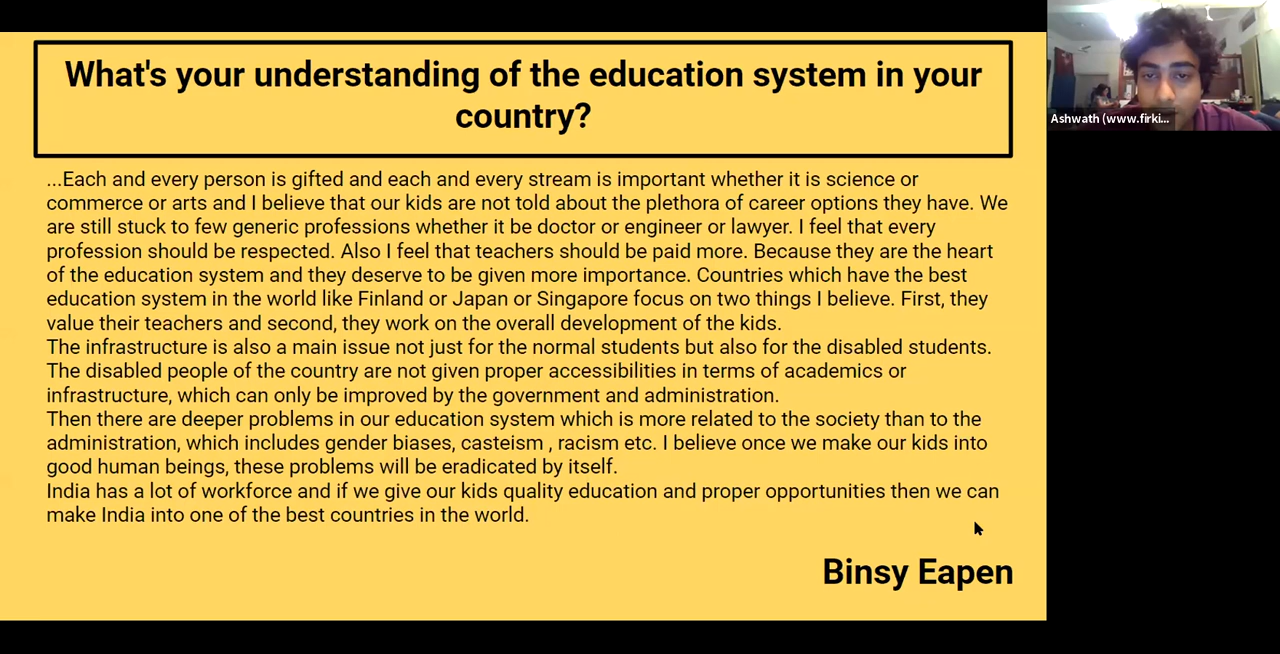 What's your understanding of the education system in your
country?
...Each and every person is gifted and each and every stream is important whether it is science or
commerce or arts and I believe that our kids are not told about the plethora of career options they have. We
are still stuck to few generic professions whether it be doctor or engineer or lawyer. I feel that every
profession should be respected. Also I feel that teachers should be paid more. Because they are the heart
of the education system and they deserve to be given more importance. Countries which have the best
education system in the world like Finland or Japan or Singapore focus on two things I believe. First, they
value their teachers and second, they work on the overall development of the kids.
The infrastructure is also a main issue not just for the normal students but also for the disabled students.
The disabled people of the country are not given proper accessibilities in terms of academics or
infrastructure, which can only be improved by the government and administration.
Then there are deeper problems in our education system which is more related to the society than to the
administration, which includes gender biases, casteism , racism etc. I believe once we make our kids into
good human beings, these problems will be eradicated by itself.
India has a lot of workforce and if we give our kids quality education and proper opportunities then we can
make India into one of the best countries in the world.
Binsy Eapen
Ashwath (www.firki...